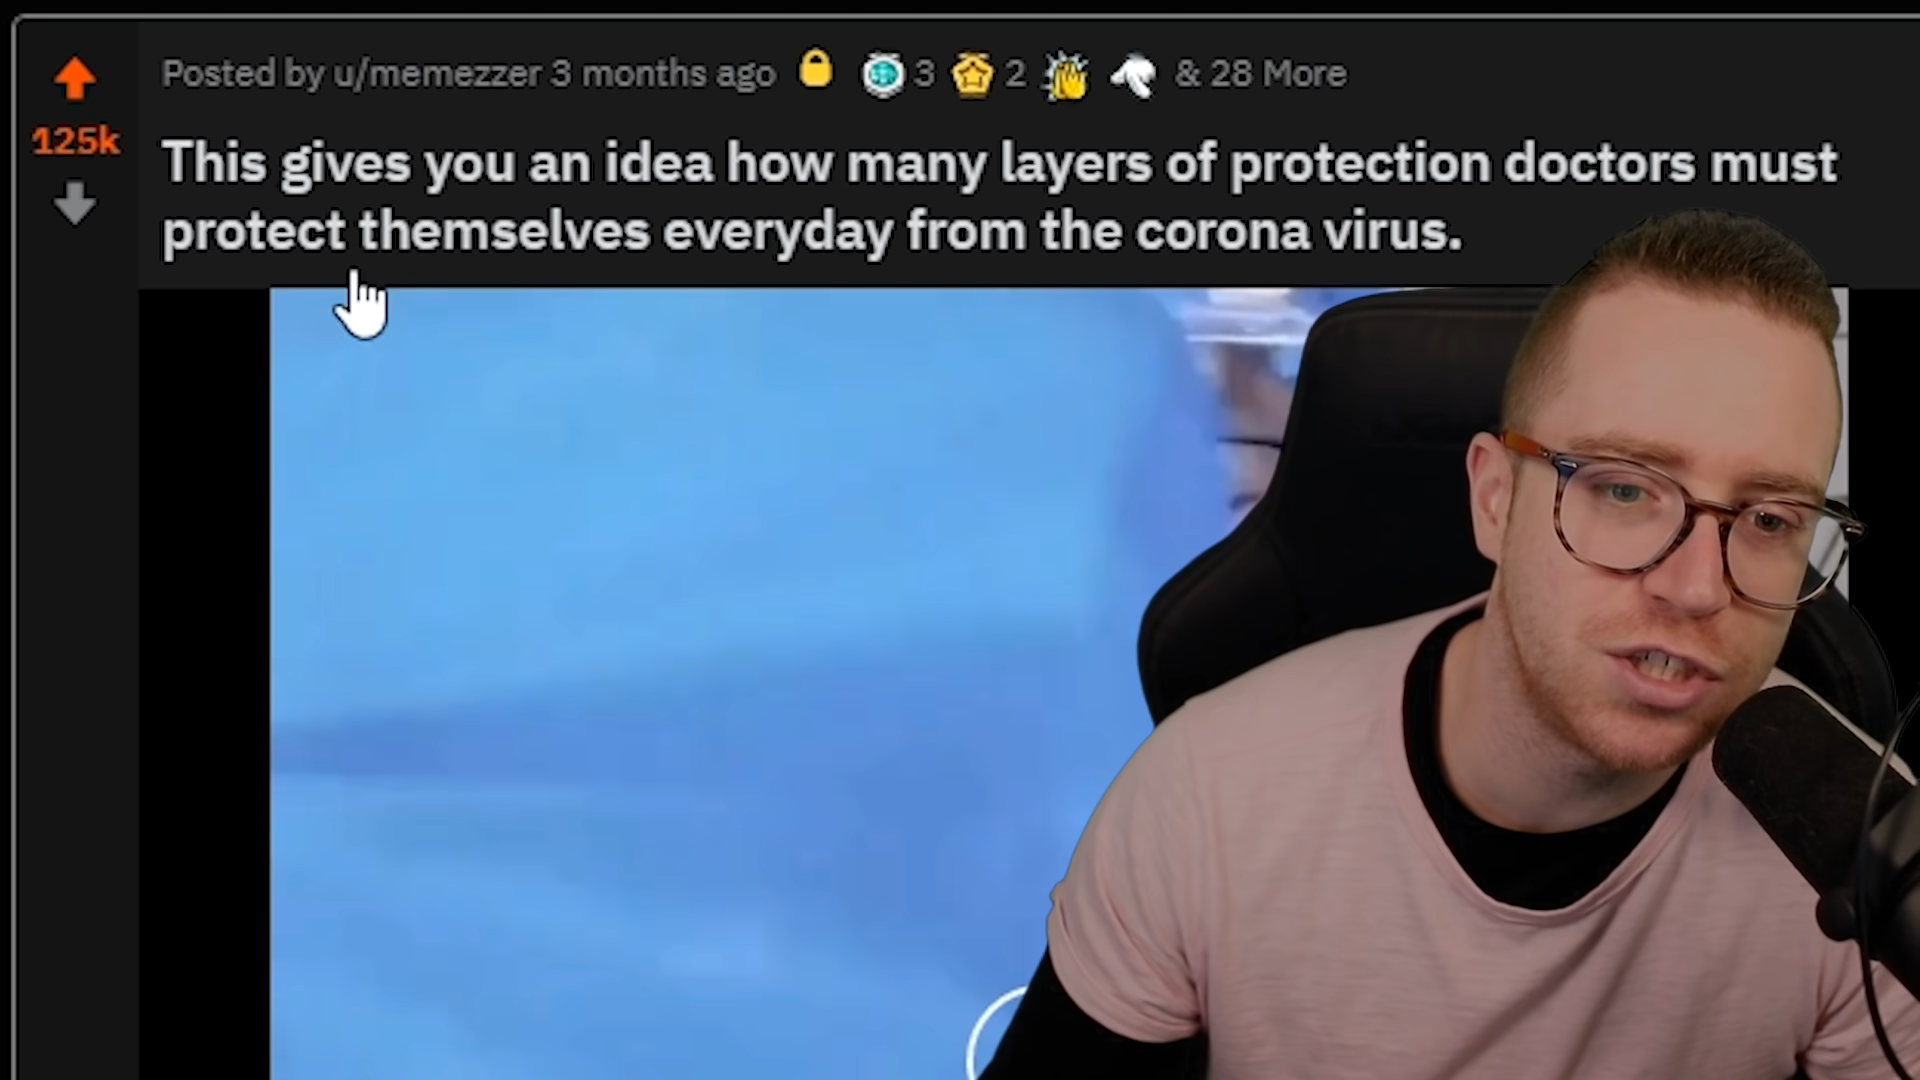 Posted by u/memezzer 3 months ago 3 2 & 28 More
125k
This gives you an idea how many layers of protection doctors must
protect themselves everyday from the corona virus.